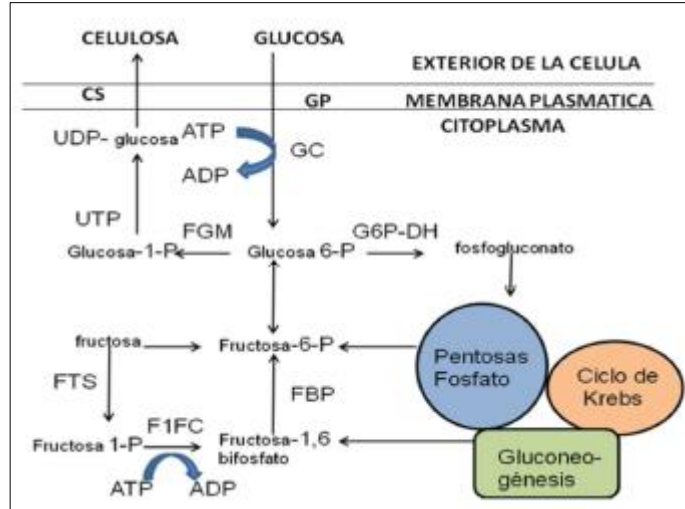 CELULOSA
GLUCOSA
EXTERIOR DE LA CELULA
CS
GP
MEMBRANA PLASMATICA
CITOPLASMA
UDP- glucosa
ATP
GC
ADP
UTP
FGM
G6P-DH
Glucosa-1-P
Glucosa 6-P
fosfogluconato
fructosa
Fructosa-6-P
Pentosas
Fosfato
Ciclo de
Krebs
FTS
FBP
F1FC
Fructosa 1-P
Fructosa-1,6
bifosfato
Gluconeo-
génesis
ATP
ADP